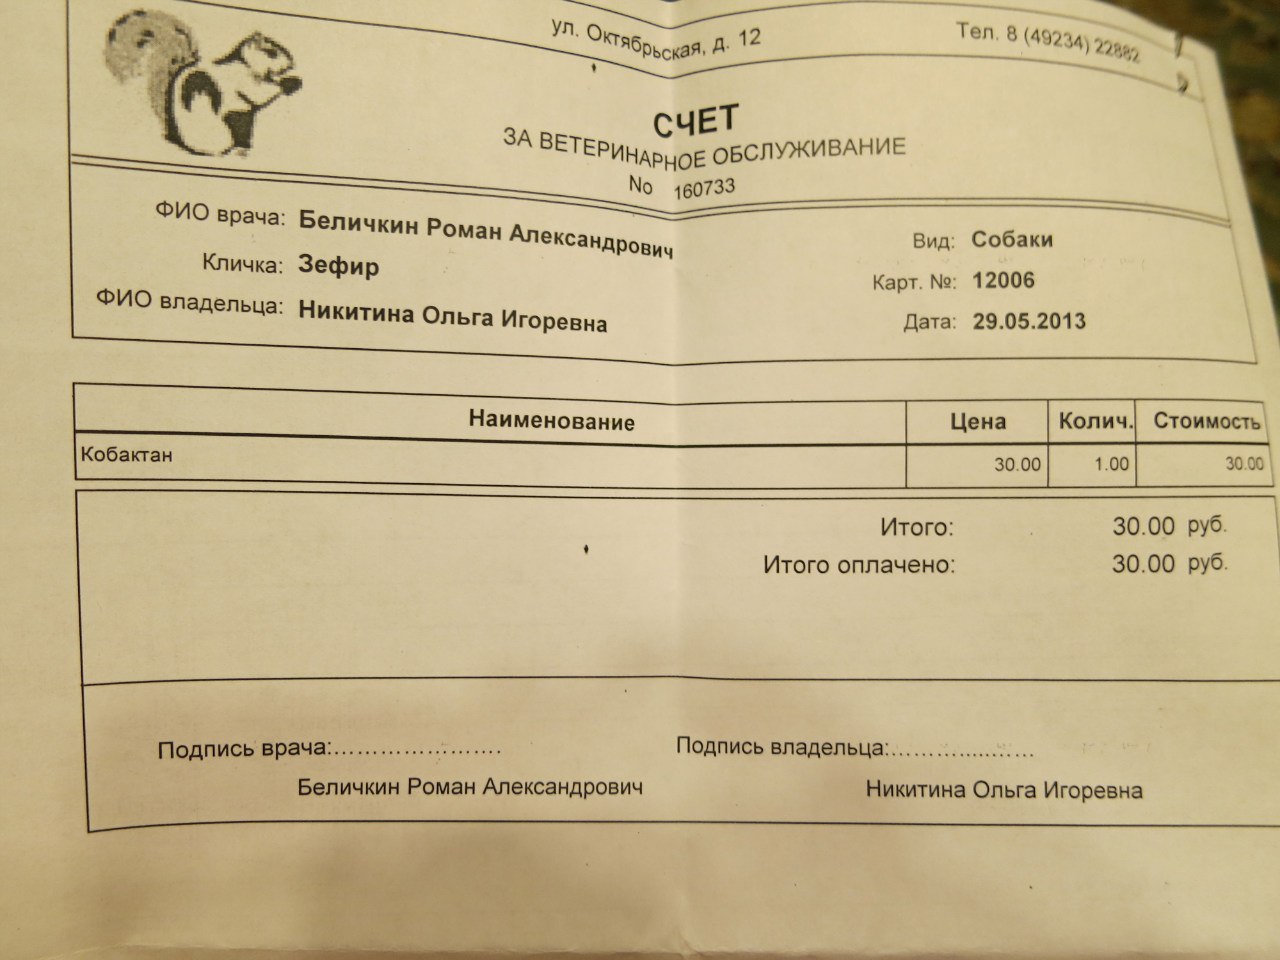 ул. Октябрьская, д. 12 Тел. 8 (49234) 22882
СЧЕТ
ЗА ВЕТЕРИНАРНОЕ ОБСЛУЖИВАНИЕ
No 160733
ФИО врача: Беличкин Роман Александрович Вид: Собаки
Кличка: Зефир Карт. №: 12006
ФИО владельца: Никитина Ольга Игоревна Дата: 29.05.2013
Наименование Цена Колич. Стоимость
Кобактан 30.00 1.00 30.00
Итого: 30.00 руб.
Итого оплачено: 30.00 руб.
Подпись врача:...................... Подпись владельца:......................
Беличкин Роман Александрович Никитина Ольга Игоревна